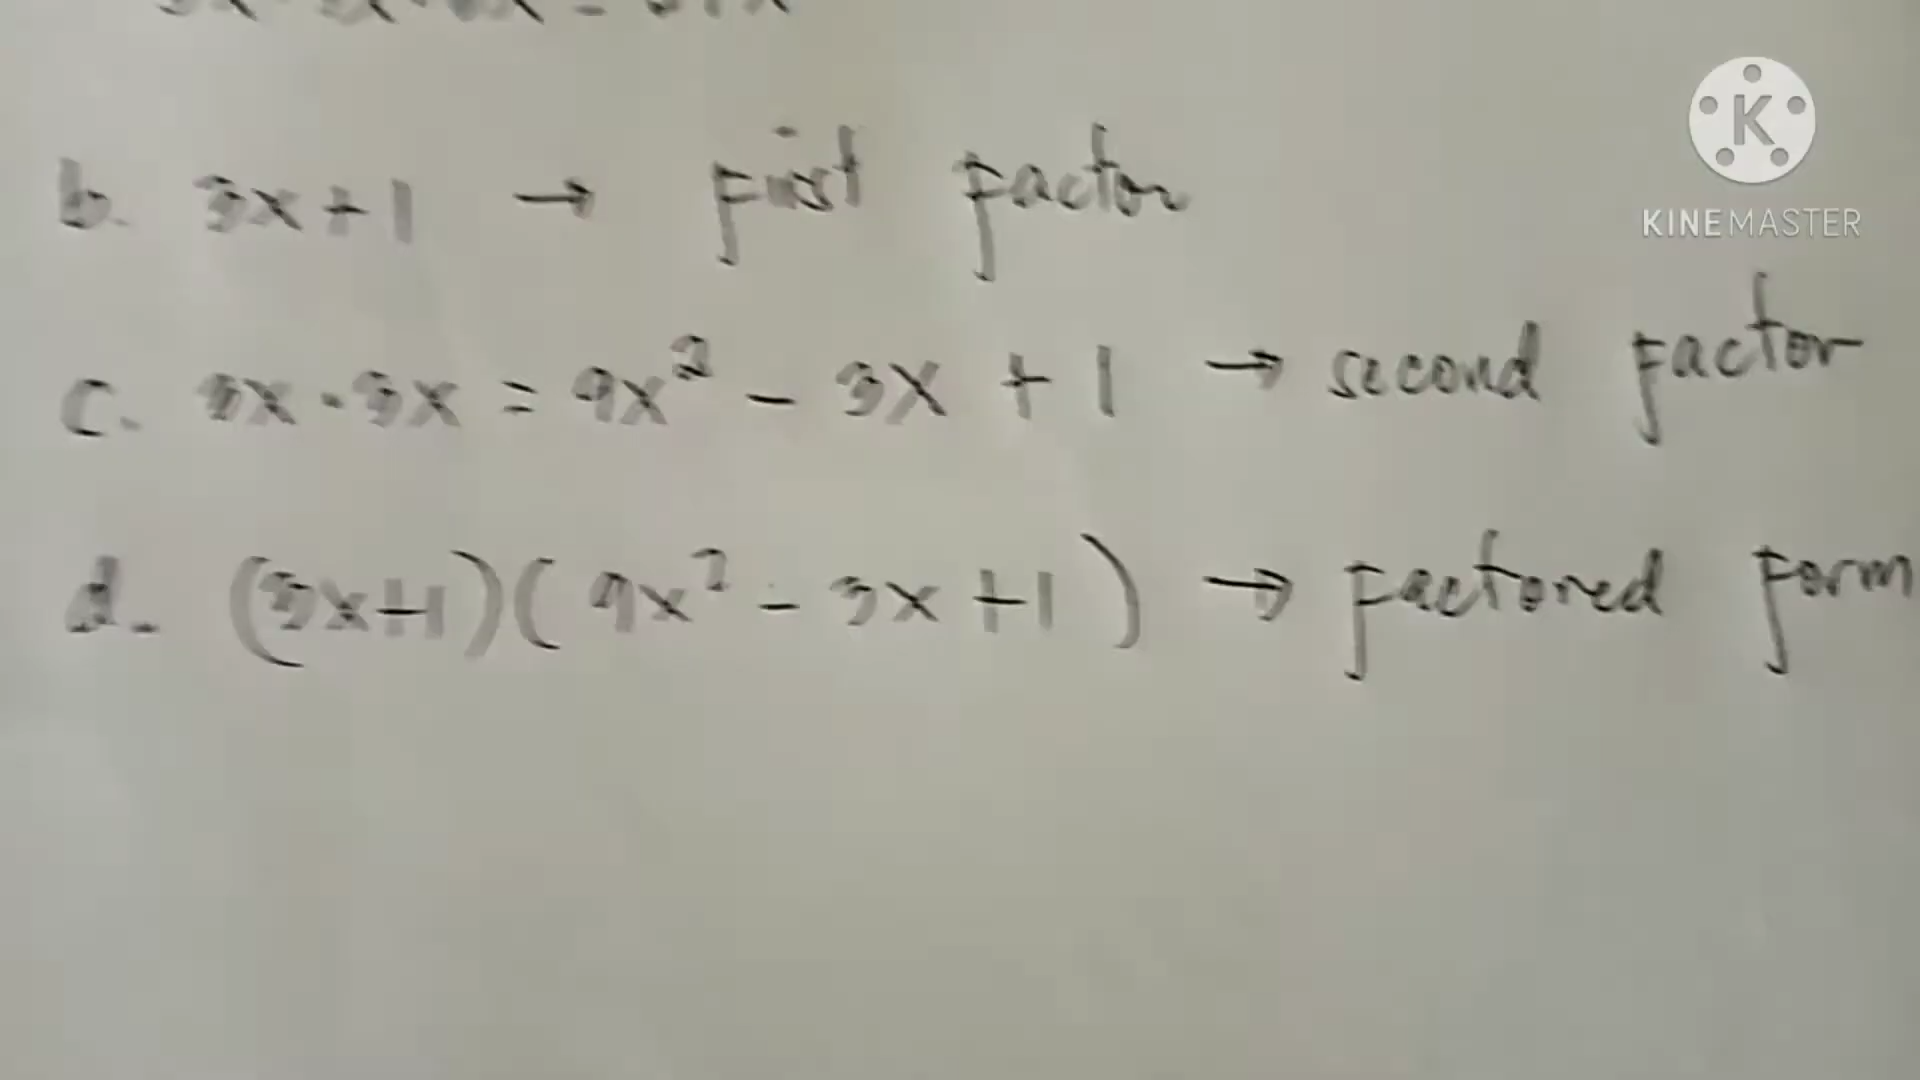 b. 3x + 1 → First Factor
K
KINEMASTER
c. 3x · 3x = 9x² - 3x + 1 → second Factor
d. (3x+1)(9x² - 3x + 1) → Factored Form